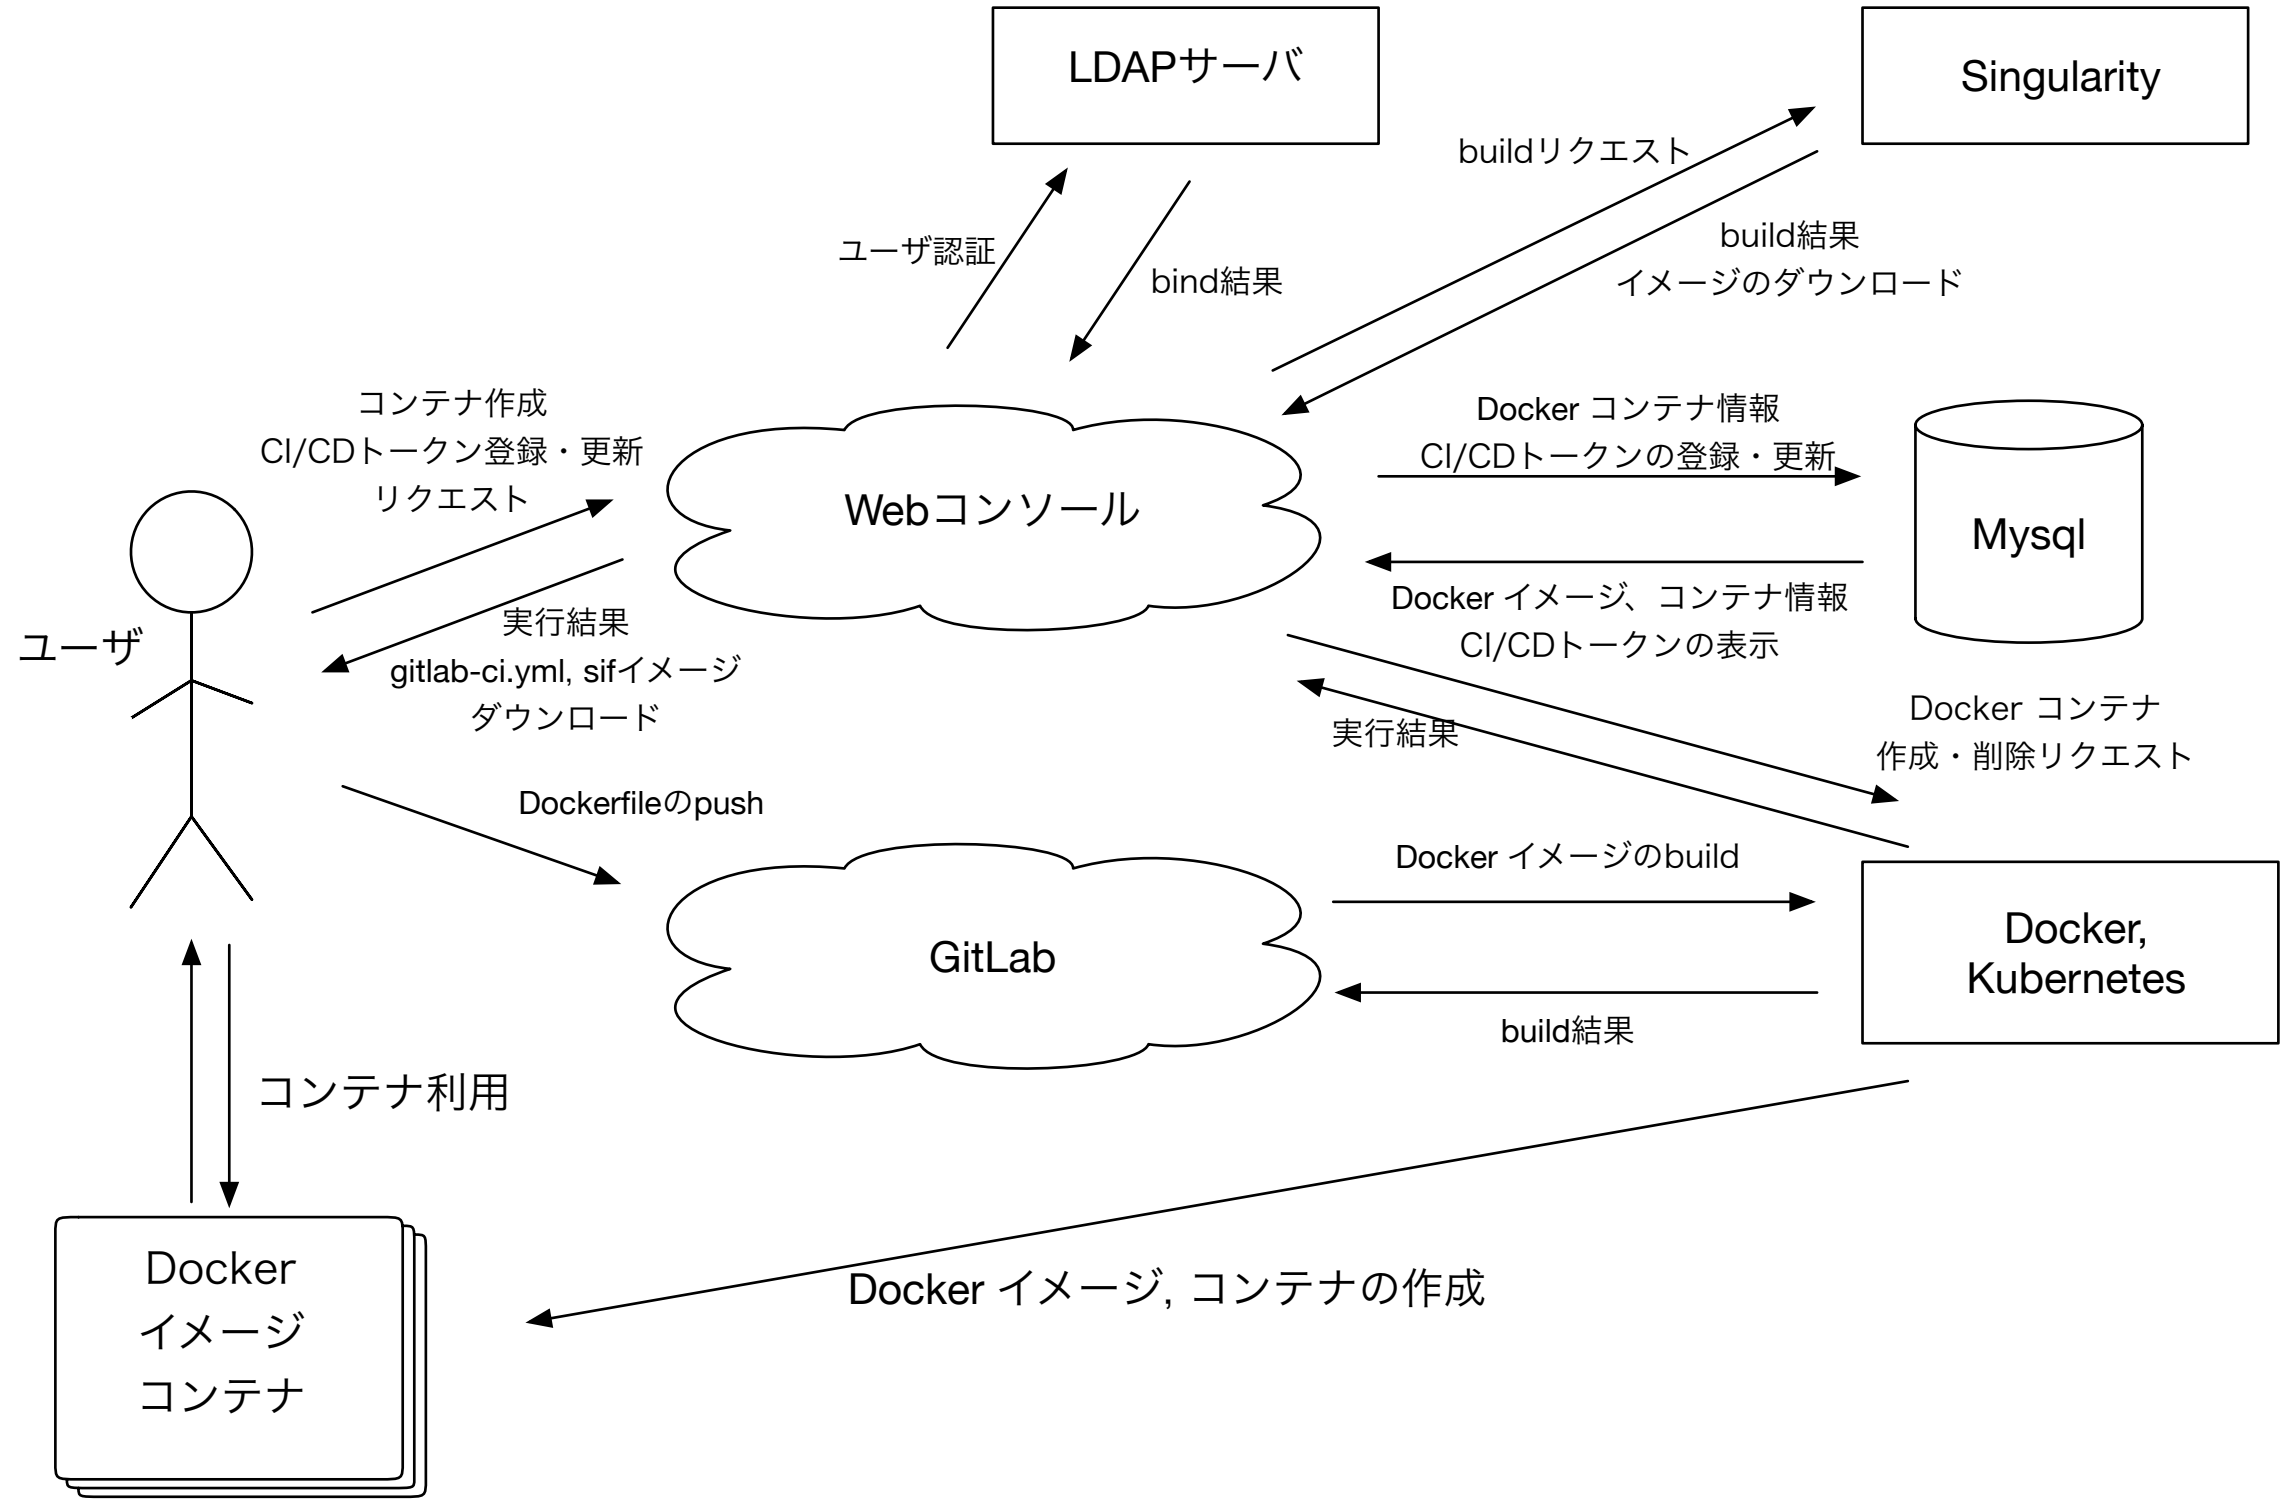 LDAPサーバ
Singularity
buildリクエスト
ユーザ認証
bind結果
build結果
イメージのダウンロード
コンテナ作成
CI/CDトークン登録・更新
リクエスト
Webコンソール
Docker コンテナ情報
CI/CDトークンの登録・更新
Mysql
ユーザ
実行結果
gitlab-ci.yml, sifイメージ
ダウンロード
Docker イメージ、コンテナ情報
CI/CDトークンの表示
実行結果
Docker コンテナ
作成・削除リクエスト
Dockerfileのpush
GitLab
Docker イメージのbuild
build結果
Docker,
Kubernetes
コンテナ利用
Docker
イメージ
コンテナ
Docker イメージ, コンテナの作成